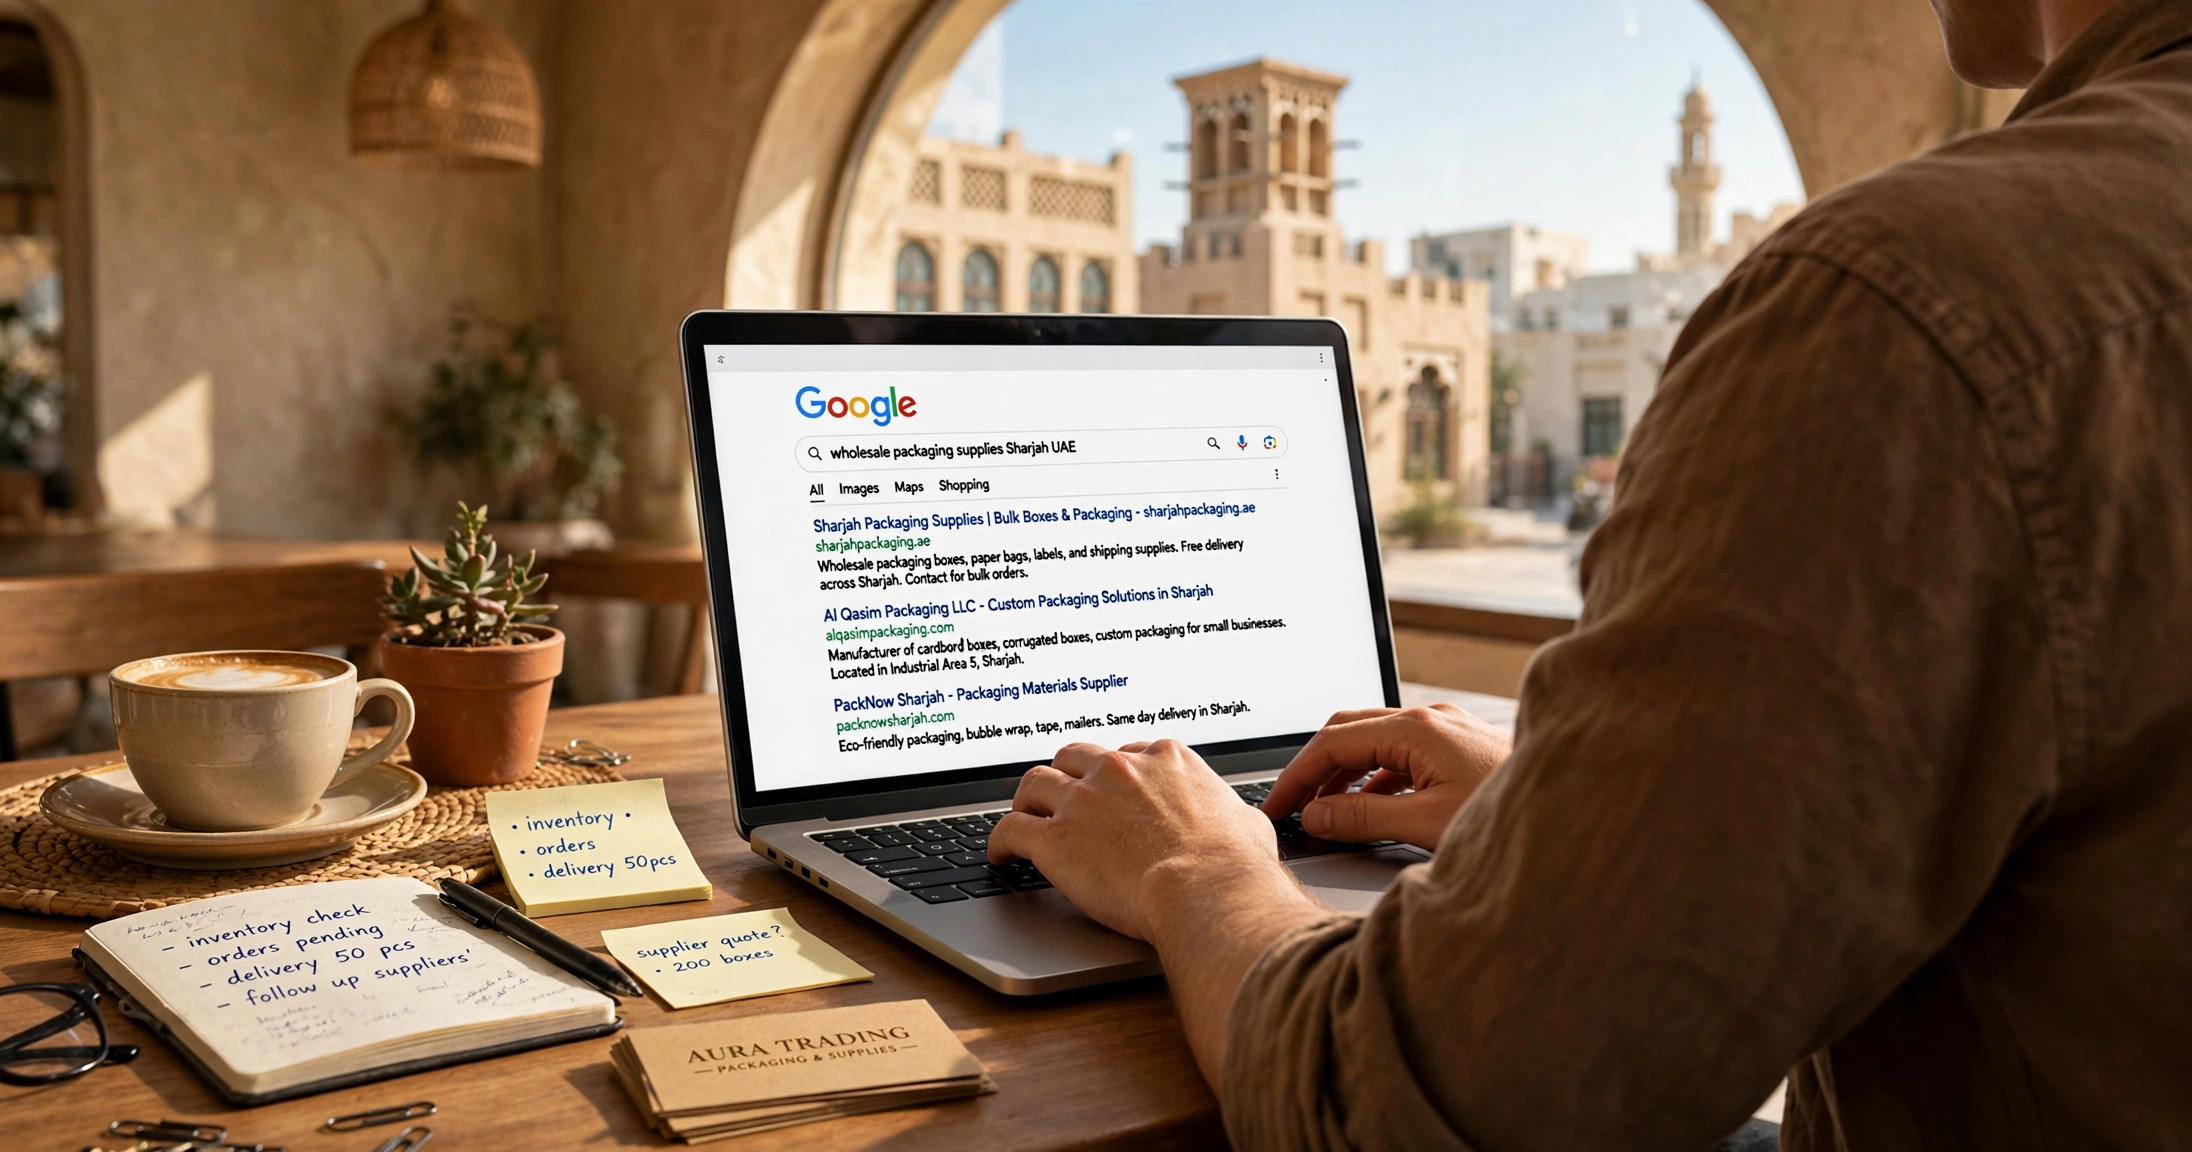 Google
wholesale packaging supplies Sharjah UAE
All Images Maps Shopping
Sharjah Packaging Supplies | Bulk Boxes & Packaging - sharjahpackaging.ae
sharjahpackaging.ae
Wholesale packaging boxes, paper bags, labels, and shipping supplies. Free delivery
across Sharjah. Contact for bulk orders.
Al Qasim Packaging LLC - Custom Packaging Solutions in Sharjah
alqasimpackaging.com
Manufacturer of cardbord boxes, corrugated boxes, custom packaging for small businesses.
Located in Industrial Area 5, Sharjah.
PackNow Sharjah - Packaging Materials Supplier
packnowsharjah.com
Eco-friendly packaging, bubble wrap, tape, mailers. Same day delivery in Sharjah.
• inventory •
• orders
• delivery 50pcs
- inventory check
- orders pending
- delivery 50 pcs
- follow up suppliers'
supplier quote?
• 200 boxes
AURA TRADING
— PACKAGING & SUPPLIES —